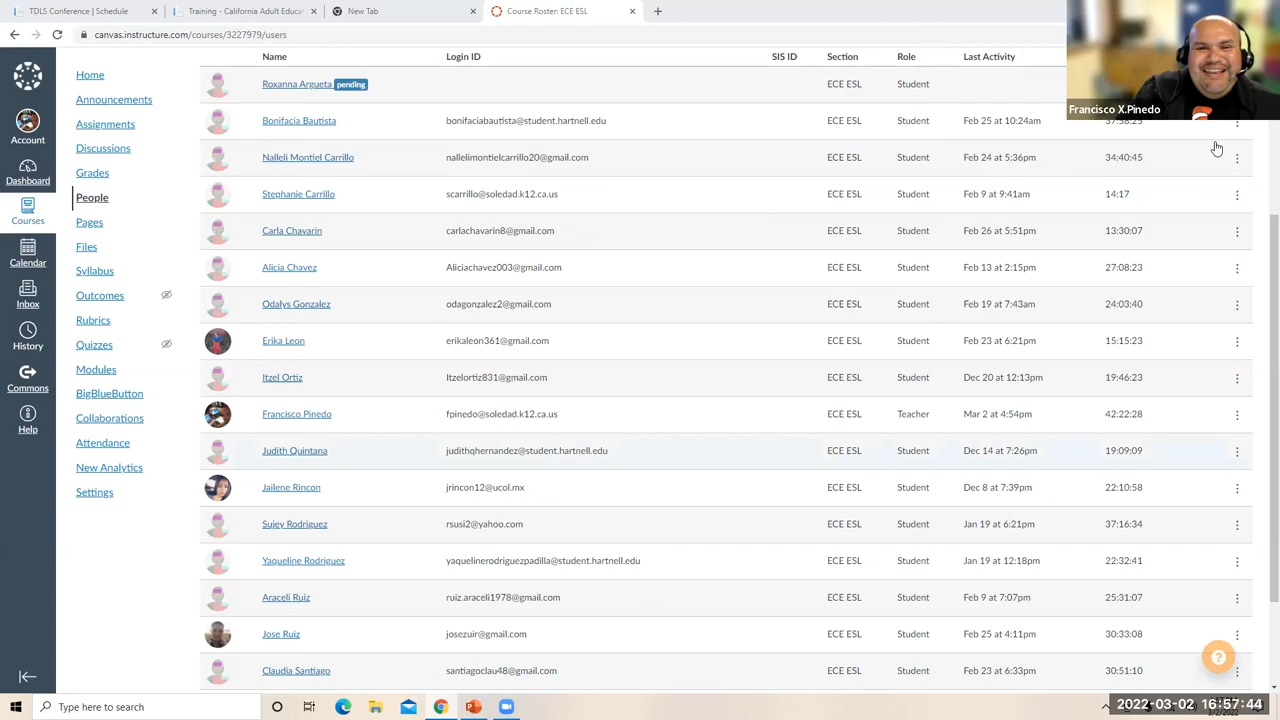 TDLS Conference | Schedule
Training - California Adult Educat
New Tab
Course Roster: ECE ESL
canvas.instructure.com/courses/3227979/users
Account
Dashboard
Courses
Calendar
Inbox
History
Commons
Help
Home
Announcements
Assignments
Discussions
Grades
People
Pages
Files
Syllabus
Outcomes
Rubrics
Quizzes
Modules
BigBlueButton
Collaborations
Attendance
New Analytics
Settings
Name Login ID SIS ID Section Role Last Activity
Roxanna Argueta pending ECE ESL Student
Bonifacia Bautista bonifaciabautista@student.hartnell.edu ECE ESL Student Feb 25 at 10:24am
Nalleli Montiel Carrillo nallelimontielcarrillo20@gmail.com ECE ESL Student Feb 24 at 5:36pm 34:40:45
Stephanie Carrillo scarrillo@soledad.k12.ca.us ECE ESL Student Feb 9 at 9:41am 14:17
Carla Chavarin carlachavarin8@gmail.com ECE ESL Student Feb 26 at 5:51pm 13:30:07
Alicia Chavez Aliciachavez003@gmail.com ECE ESL Student Feb 13 at 2:15pm 27:08:23
Odalys Gonzalez odagonzalez2@gmail.com ECE ESL Student Feb 19 at 7:43am 24:03:40
Erika Leon erikaleon361@gmail.com ECE ESL Student Feb 23 at 6:21pm 15:15:23
Itzel Ortiz Itzelortiz831@gmail.com ECE ESL Student Dec 20 at 12:13pm 19:46:23
Francisco Pinedo fpinedo@soledad.k12.ca.us ECE ESL Teacher Mar 2 at 4:54pm 42:22:28
Judith Quintana judithqhernandez@student.hartnell.edu ECE ESL Student Dec 14 at 7:26pm 19:09:09
Jailene Rincon jrincon12@ucol.mx ECE ESL Student Dec 8 at 7:39pm 22:10:58
Sujey Rodriguez rsusi2@yahoo.com ECE ESL Student Jan 19 at 6:21pm 37:16:34
Yaqueline Rodriguez yaquelinerodriguezpadilla@student.hartnell.edu ECE ESL Student Jan 19 at 12:18pm 22:32:41
Araceli Ruiz ruiz.araceli1978@gmail.com ECE ESL Student Feb 9 at 7:07pm 25:31:07
Jose Ruiz josezuir@gmail.com ECE ESL Student Feb 25 at 4:11pm 30:33:08
Claudia Santiago santiagoclau48@gmail.com ECE ESL Student Feb 23 at 6:33pm 30:51:10
Francisco X.Pinedo
Type here to search
2022-03-02 16:57:44